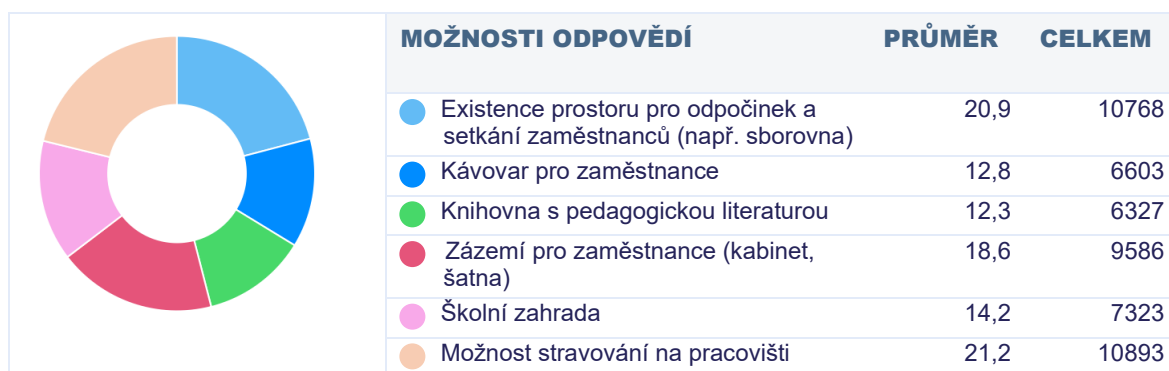 MOŽNOSTI ODPOVĚDÍ PRŮMĚR CELKEM
Existence prostoru pro odpočinek a 20,9 10768
setkání zaměstnanců (např. sborovna)
Kávovar pro zaměstnance 12,8 6603
Knihovna s pedagogickou literaturou 12,3 6327
Zázemí pro zaměstnance (kabinet, 18,6 9586
šatna)
Školní zahrada 14,2 7323
Možnost stravování na pracovišti 21,2 10893